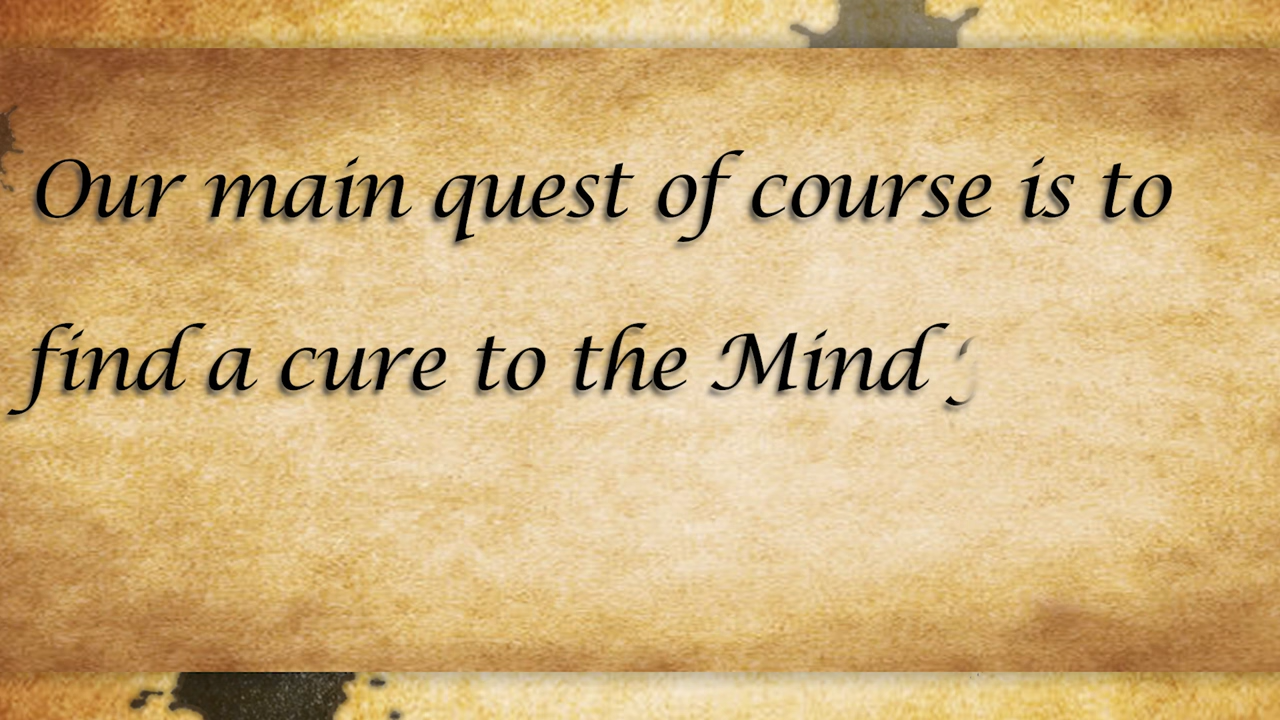 Our main quest of course is to
find a cure to the Mind